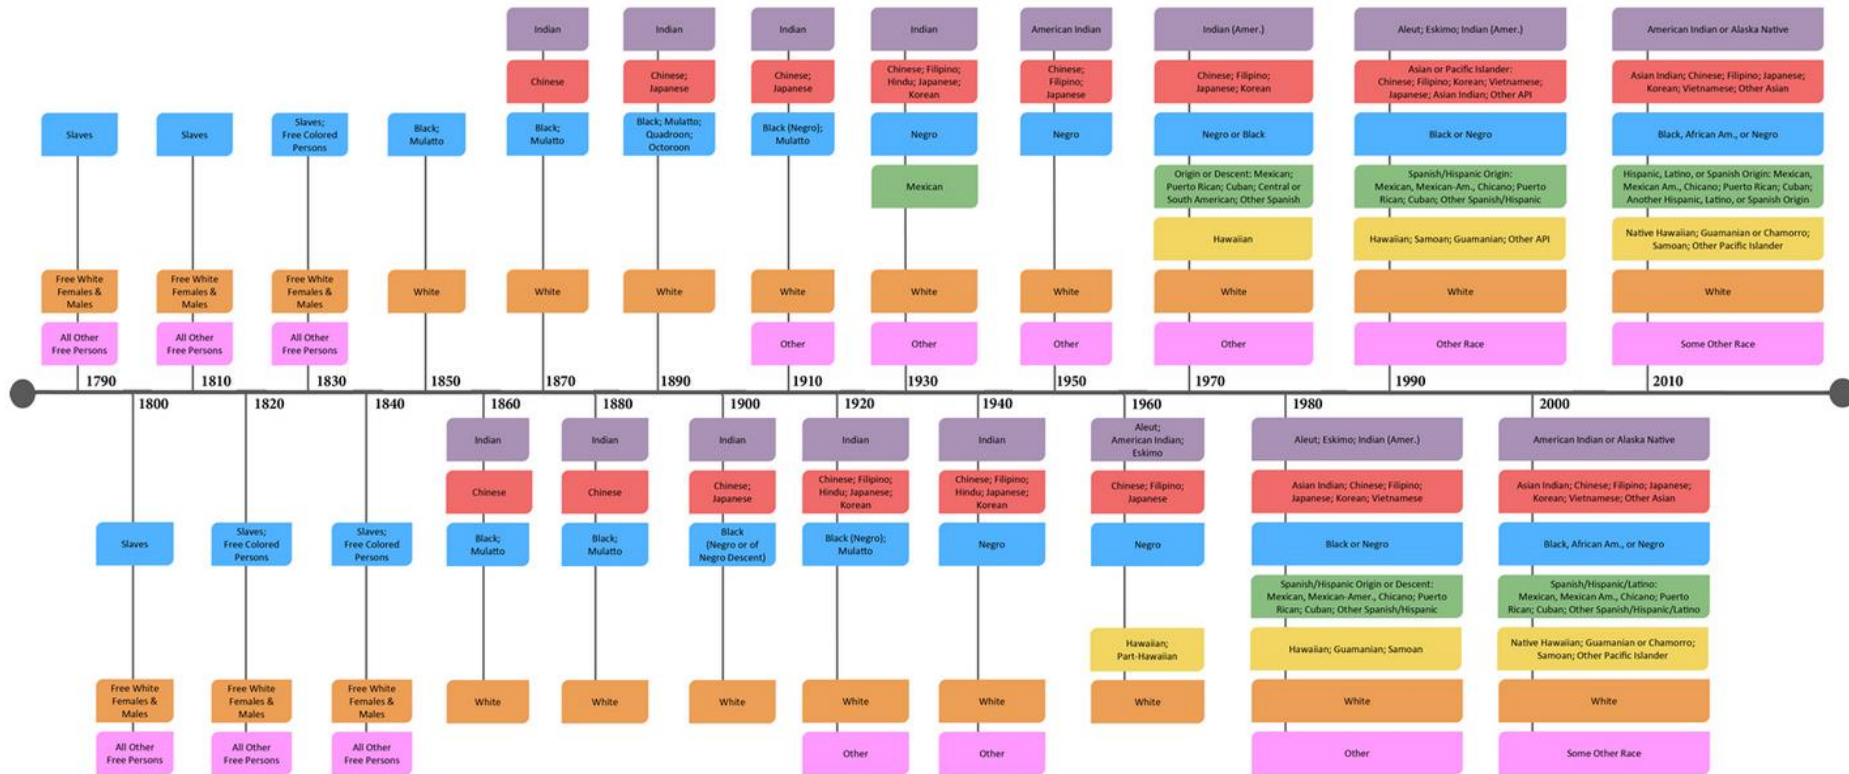 Indian
Indian
Indian
Indian
American Indian
Indian (Amer.)
Aleut; Eskimo; Indian (Amer.)
American Indian or Alaska Native
Chinese
Chinese;
Japanese
Chinese;
Japanese
Chinese; Filipino;
Hindu; Japanese;
Korean
Chinese;
Filipino;
Japanese
Chinese; Filipino;
Japanese; Korean
Asian or Pacific Islander:
Chinese; Filipino; Korean; Vietnamese;
Japanese; Asian Indian; Other API
Asian Indian; Chinese; Filipino; Japanese;
Korean; Vietnamese; Other Asian
Slaves
Slaves
Slaves;
Free Colored
Persons
Black;
Mulatto
Black;
Mulatto
Black; Mulatto;
Quadroon;
Octoroon
Black (Negro);
Mulatto
Negro
Negro
Negro or Black
Black or Negro
Black, African Am., or Negro
Mexican
Origin or Descent: Mexican;
Puerto Rican; Cuban; Central or
South American; Other Spanish
Spanish/Hispanic Origin:
Mexican, Mexican-Am., Chicano; Puerto
Rican; Cuban; Other Spanish/Hispanic
Hispanic, Latino, or Spanish Origin: Mexican,
Mexican Am., Chicano; Puerto Rican; Cuban;
Another Hispanic, Latino, or Spanish Origin
Hawaiian
Hawaiian; Samoan; Guamanian; Other API
Native Hawaiian; Guamanian or Chamorro;
Samoan; Other Pacific Islander
Free White
Females &
Males
Free White
Females &
Males
Free White
Females &
Males
White
White
White
White
White
White
White
White
White
All Other
Free Persons
All Other
Free Persons
All Other
Free Persons
Other
Other
Other
Other
Other Race
Some Other Race
1790
1810
1830
1850
1870
1890
1910
1930
1950
1970
1990
2010
1800
1820
1840
1860
1880
1900
1920
1940
1960
1980
2000
Indian
Indian
Indian
Indian
Indian
Aleut;
American Indian;
Eskimo
Aleut; Eskimo; Indian (Amer.)
American Indian or Alaska Native
Chinese
Chinese
Chinese;
Japanese
Chinese; Filipino;
Hindu; Japanese;
Korean
Chinese; Filipino;
Hindu; Japanese;
Korean
Chinese; Filipino;
Japanese
Asian Indian; Chinese; Filipino;
Japanese; Korean; Vietnamese
Asian Indian; Chinese; Filipino; Japanese;
Korean; Vietnamese; Other Asian
Slaves
Slaves;
Free Colored
Persons
Slaves;
Free Colored
Persons
Black;
Mulatto
Black;
Mulatto
Black
(Negro or of
Negro Descent)
Black (Negro);
Mulatto
Negro
Negro
Black or Negro
Black, African Am., or Negro
Spanish/Hispanic Origin or Descent:
Mexican, Mexican-Amer., Chicano; Puerto
Rican; Cuban; Other Spanish/Hispanic
Spanish/Hispanic/Latino:
Mexican, Mexican Am., Chicano; Puerto
Rican; Cuban; Other Spanish/Hispanic/Latino
Hawaiian;
Part-Hawaiian
Hawaiian; Guamanian; Samoan
Native Hawaiian; Guamanian or Chamorro;
Samoan; Other Pacific Islander
Free White
Females &
Males
Free White
Females &
Males
Free White
Females &
Males
White
White
White
White
White
White
White
White
All Other
Free Persons
All Other
Free Persons
All Other
Free Persons
Other
Other
Other
Some Other Race